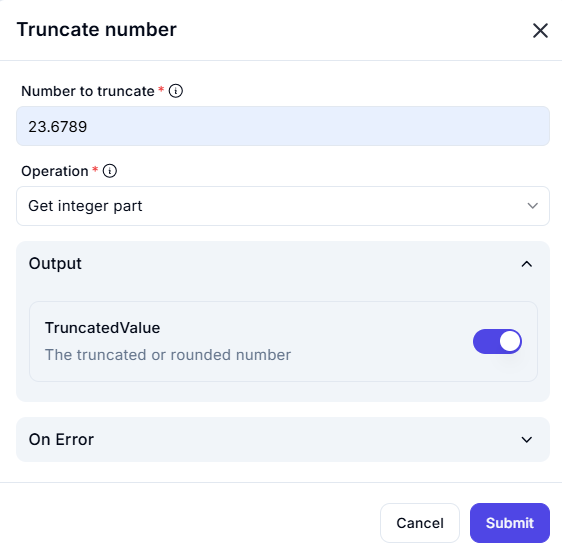 Truncate number
Number to truncate *
23.6789
Operation *
Get integer part
Output
TruncatedValue
The truncated or rounded number
On Error
Cancel
Submit